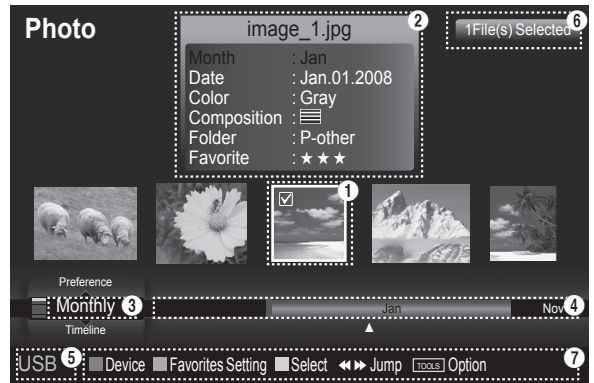 Photo
image_1.jpg
2
1File(s) Selected
6
Month : Jan
Date : Jan.01.2008
Color : Gray
Composition :
Folder : P-other
Favorite : ★★★
1
Preference
Monthly
3
Jan
Nov
4
Timeline
USB
5
Device
Favorites Setting
Select
◀◀ ▶▶ Jump
TOOLS Option
7